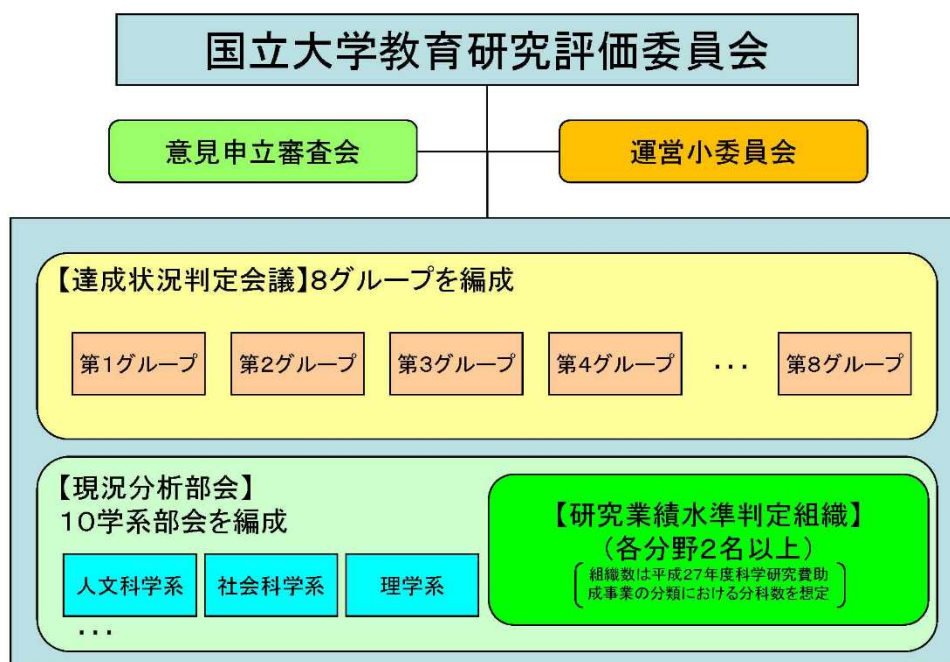 国立大学教育研究評価委員会
意見申立審査会
運営小委員会
【達成状況判定会議】8グループを編成
第1グループ
第2グループ
第3グループ
第4グループ
・・・
第8グループ
【現況分析部会】
10学系部会を編成
人文科学系
社会科学系
理学系
・・・
【研究業績水準判定組織】
(各分野2名以上)
組織数は平成27年度科学研究費助
成事業の分類における分科数を想定